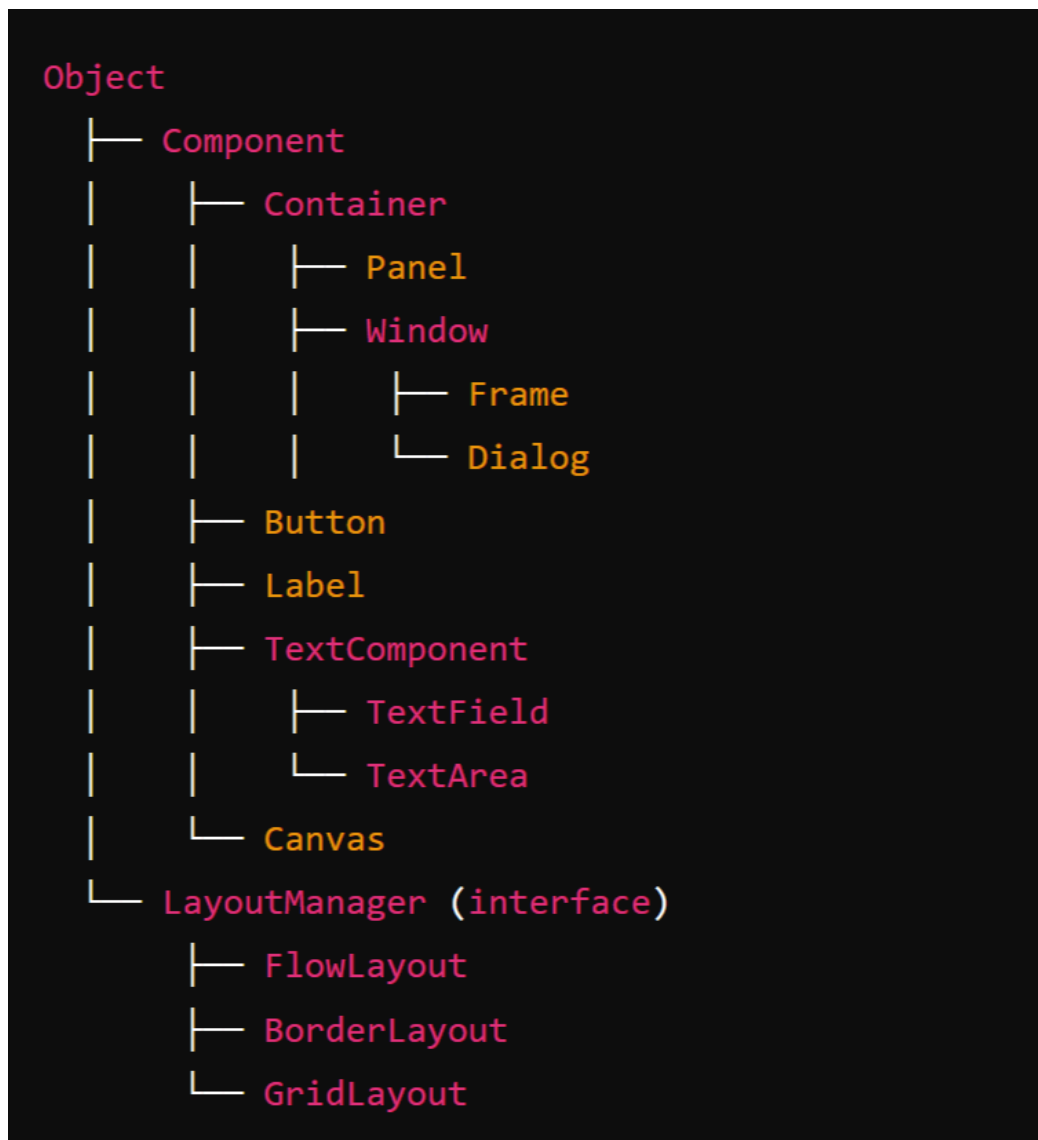 Object
├── Component
│    ├── Container
│    │    ├── Panel
│    │    ├── Window
│    │    │    ├── Frame
│    │    │    └── Dialog
│    ├── Button
│    ├── Label
│    ├── TextComponent
│    │    ├── TextField
│    │    └── TextArea
│    └── Canvas
└── LayoutManager (interface)
     ├── FlowLayout
     ├── BorderLayout
     └── GridLayout